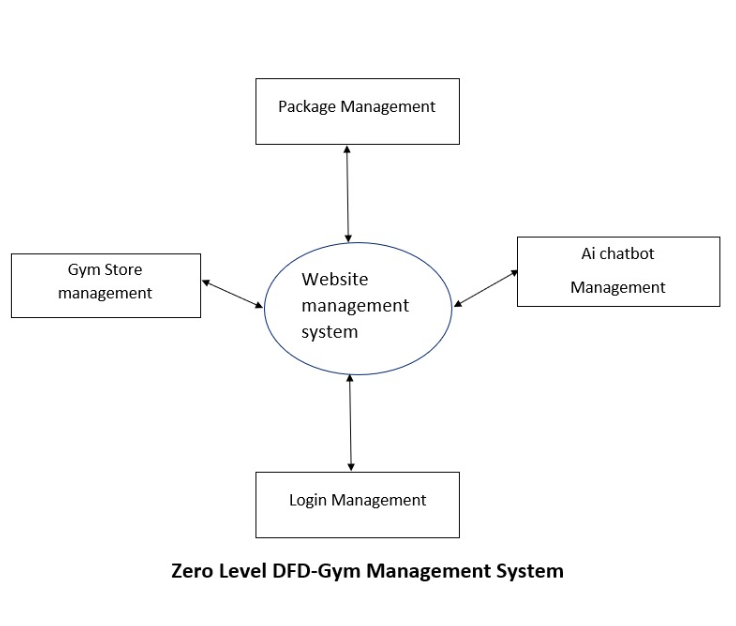 Package Management
Gym Store
management
Website
management
system
Ai chatbot
Management
Login Management
Zero Level DFD-Gym Management System